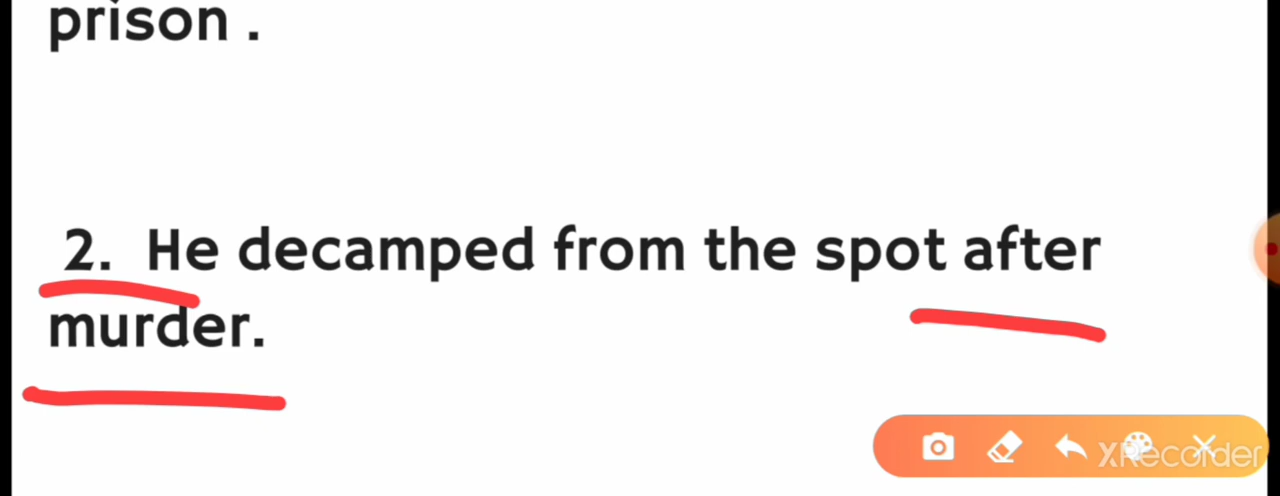 prison .
2. He decamped from the spot after
murder.
XRecorder